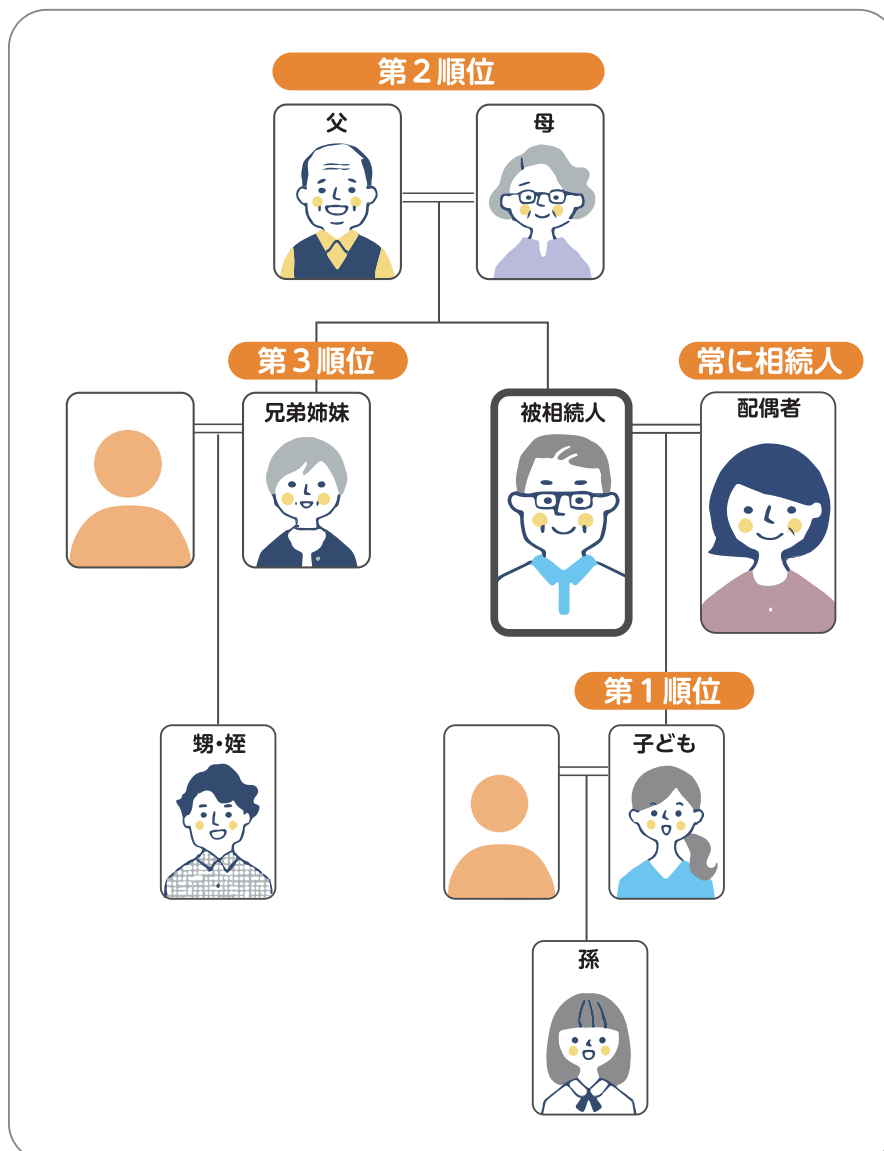 第2順位
父
母
第3順位
常に相続人
兄弟姉妹
被相続人
配偶者
第1順位
甥・姪
子ども
孫